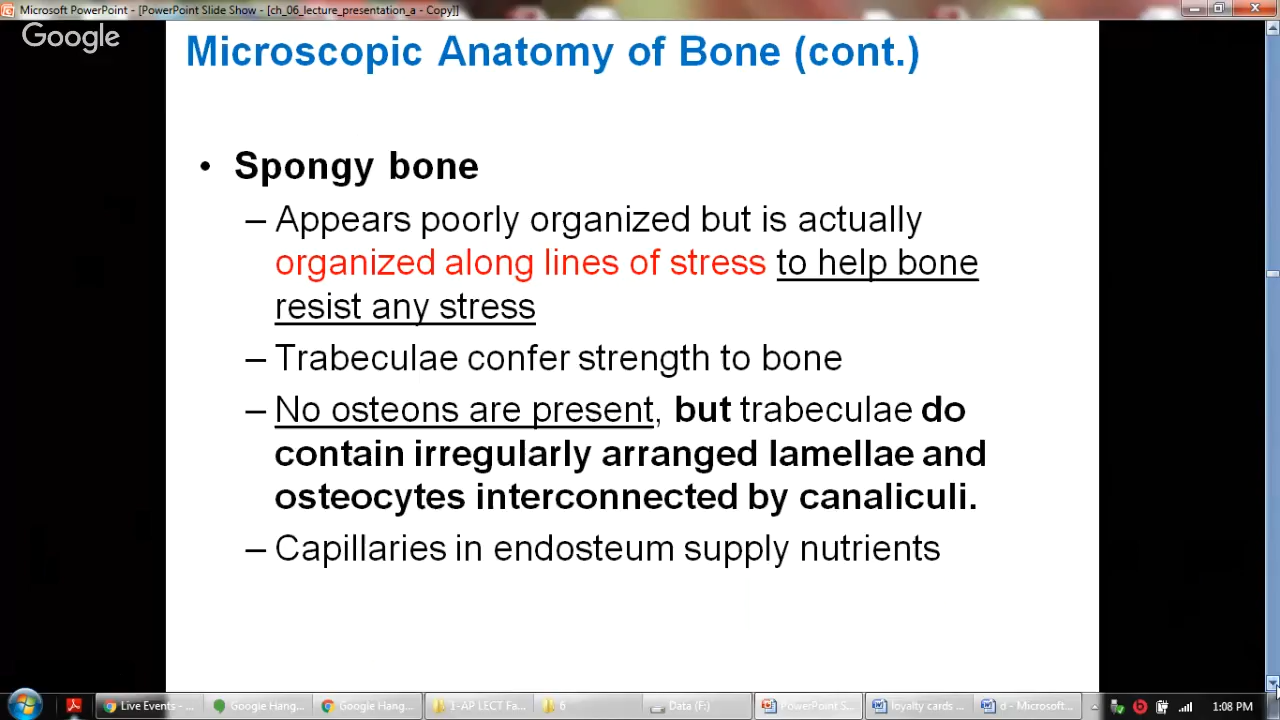 Microsoft PowerPoint - [PowerPoint Slide Show - [ch_06_lecture_presentation_a - Copy]]
Google
Microscopic Anatomy of Bone (cont.)
• Spongy bone
– Appears poorly organized but is actually
organized along lines of stress to help bone
resist any stress
– Trabeculae confer strength to bone
– No osteons are present, but trabeculae do
contain irregularly arranged lamellae and
osteocytes interconnected by canaliculi.
– Capillaries in endosteum supply nutrients
Live Events - ... Google Hang... Google Hang... 1-AP LECT Fa... Data (F:) PowerPoint S... loyalty cards ... d - Microsoft... 1:08 PM